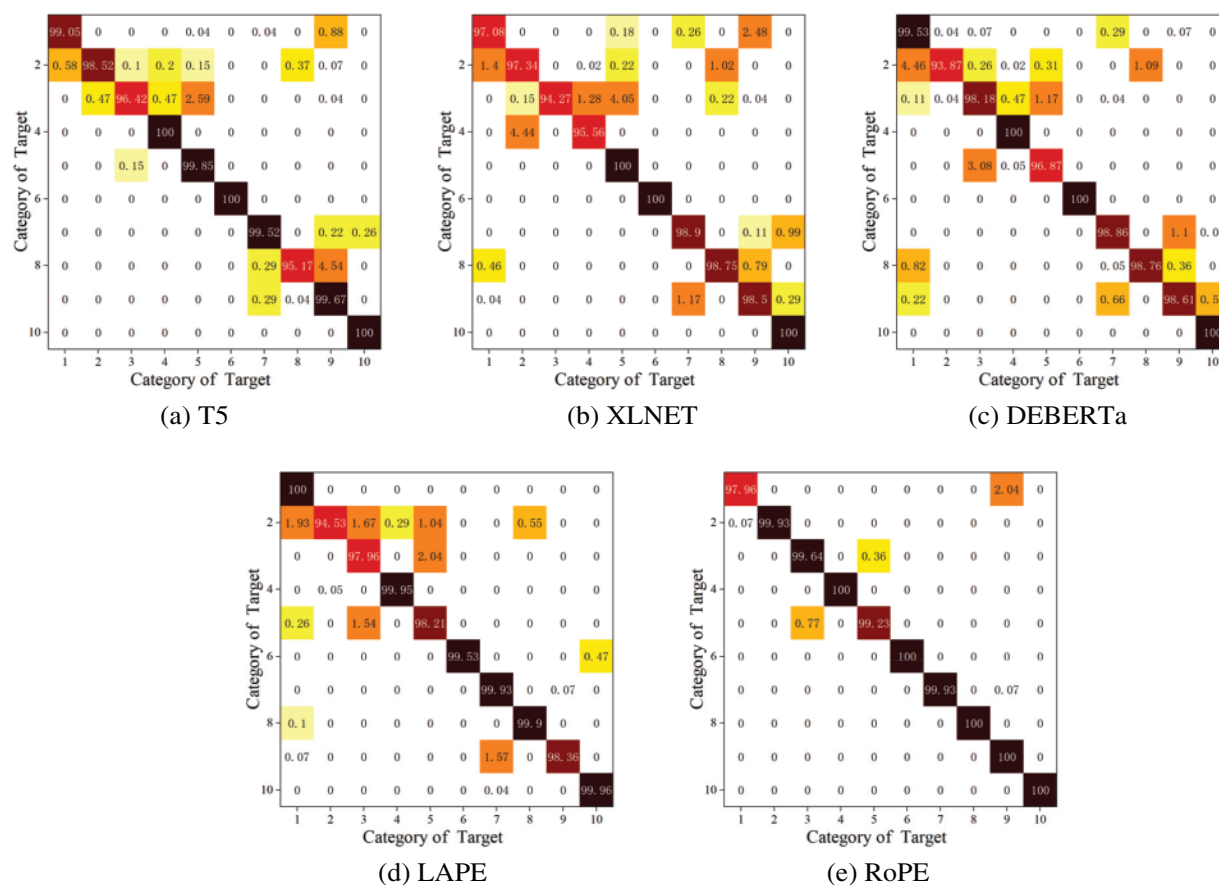 99.05 0 0 0.04 0 0.04 0 0 0.88 0
2 0.58 98.52 0.1 0.2 0.15 0 0 0.37 0.07 0
0 0.47 96.42 0.47 2.59 0 0 0 0.04 0
4 0 0 0 100 0 0 0 0 0 0
0 0 0.15 0 99.85 0 0 0 0 0
6 0 0 0 0 0 100 0 0 0 0
0 0 0 0 0 0 99.52 0 0.22 0.26
8 0 0 0 0 0 0 0.29 95.17 4.54 0
0 0 0 0 0 0 0.29 0.04 99.67 0
10 0 0 0 0 0 0 0 0 0 100
1 2 3 4 5 6 7 8 9 10
Category of Target
Category of Target
(a) T5
97.08 0 0 0 0.18 0 0.26 0 2.48 0
2 1.4 97.34 0 0.02 0.22 0 0 1.02 0 0
0 0.15 94.27 1.28 4.05 0 0 0.22 0.04 0
4 0 4.44 0 95.56 0 0 0 0 0 0
0 0 0 0 100 0 0 0 0 0
6 0 0 0 0 0 100 0 0 0 0
0 0 0 0 0 0 98.9 0 0.11 0.99
8 0.46 0 0 0 0 0 0 98.75 0.79 0
0.04 0 0 0 0 0 1.17 0 98.5 0.29
10 0 0 0 0 0 0 0 0 0 100
1 2 3 4 5 6 7 8 9 10
Category of Target
Category of Target
(b) XLNET
99.53 0.04 0.07 0 0 0 0.29 0 0.07 0
2 4.46 93.87 0.26 0.02 0.31 0 0 1.09 0 0
0.11 0.04 98.18 0.47 1.17 0 0.04 0 0 0
4 0 0 0 100 0 0 0 0 0 0
0 0 3.08 0.05 96.87 0 0 0 0 0
6 0 0 0 0 0 100 0 0 0 0
0 0 0 0 0 0 98.86 0 1.1
8 0.82 0 0 0 0 0 0.05 98.76 0.36 0
0.22 0 0 0 0 0 0.66 0 98.61
10 0 0 0 0 0 0 0 0 0 100
1 2 3 4 5 6 7 8 9 10
Category of Target
Category of Target
(c) DEBERTa
100 0 0 0 0 0 0 0 0 0
2 1.93 94.53 1.67 0.29 1.04 0 0 0.55 0 0
0 0 97.96 0 2.04 0 0 0 0 0
4 0 0.05 0 99.95 0 0 0 0 0 0
0.26 0 1.54 0 98.21 0 0 0 0 0
6 0 0 0 0 0 99.53 0 0 0 0.47
0 0 0 0 0 0 99.93 0 0.07 0
8 0.1 0 0 0 0 0 0 99.9 0 0
0.07 0 0 0 0 0 1.57 0 98.36 0
10 0 0 0 0 0 0 0.04 0 0 99.96
1 2 3 4 5 6 7 8 9 10
Category of Target
Category of Target
(d) LAPE
97.96 0 0 0 0 0 0 0 2.04 0
2 0.07 99.93 0 0 0 0 0 0 0 0
0 0 99.64 0 0.36 0 0 0 0 0
4 0 0 0 100 0 0 0 0 0 0
0 0 0.77 0 99.23 0 0 0 0 0
6 0 0 0 0 0 100 0 0 0 0
0 0 0 0 0 0 99.93 0 0.07 0
8 0 0 0 0 0 0 0 100 0 0
0 0 0 0 0 0 0 0 100 0
10 0 0 0 0 0 0 0 0 0 100
1 2 3 4 5 6 7 8 9 10
Category of Target
Category of Target
(e) RoPE